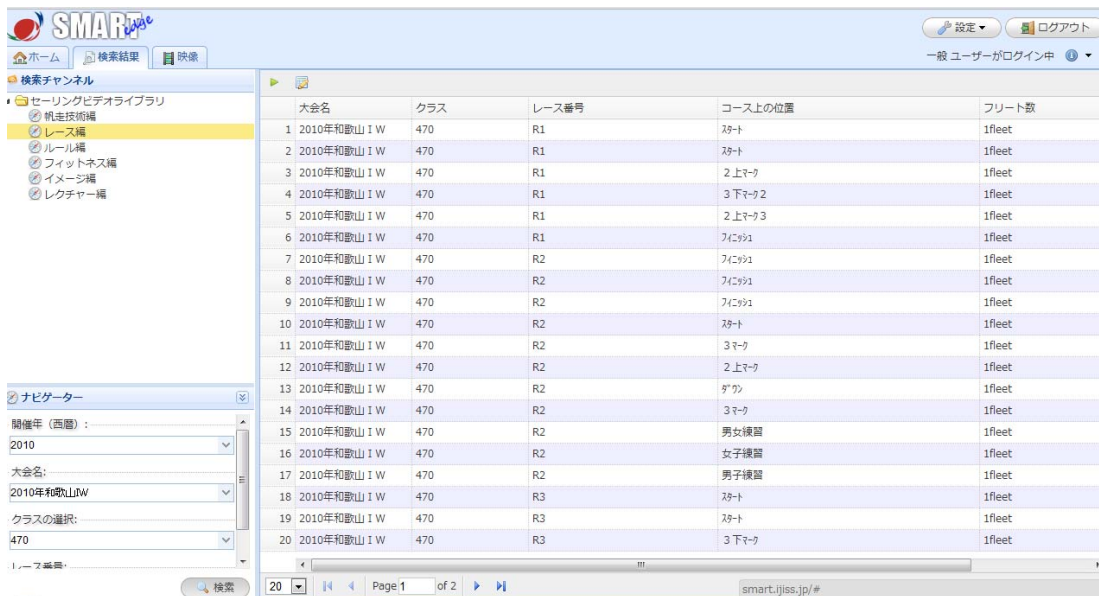 SMART edge
設定 ログアウト
ホーム 検索結果 映像
一般 ユーザーがログイン中
検索チャンネル
セーリングビデオライブラリ
帆走技術編
レース編
ルール編
フィットネス編
イメージ編
レクチャー編
大会名 クラス レース番号 コース上の位置 フリート数
1 2010年和歌山ＩＷ 470 R1 ｽﾀｰﾄ 1fleet
2 2010年和歌山ＩＷ 470 R1 ｽﾀｰﾄ 1fleet
3 2010年和歌山ＩＷ 470 R1 ２上ﾏｰｸ 1fleet
4 2010年和歌山ＩＷ 470 R1 ３下ﾏｰｸ２ 1fleet
5 2010年和歌山ＩＷ 470 R1 ２上ﾏｰｸ３ 1fleet
6 2010年和歌山ＩＷ 470 R1 ﾌｨﾆｯｼｭ 1fleet
7 2010年和歌山ＩＷ 470 R2 ﾌｨﾆｯｼｭ 1fleet
8 2010年和歌山ＩＷ 470 R2 ﾌｨﾆｯｼｭ 1fleet
9 2010年和歌山ＩＷ 470 R2 ﾌｨﾆｯｼｭ 1fleet
10 2010年和歌山ＩＷ 470 R2 ｽﾀｰﾄ 1fleet
11 2010年和歌山ＩＷ 470 R2 ３ﾏｰｸ 1fleet
12 2010年和歌山ＩＷ 470 R2 ２上ﾏｰｸ 1fleet
13 2010年和歌山ＩＷ 470 R2 ﾀﾞｳﾝ 1fleet
14 2010年和歌山ＩＷ 470 R2 ３ﾏｰｸ 1fleet
15 2010年和歌山ＩＷ 470 R2 男女練習 1fleet
16 2010年和歌山ＩＷ 470 R2 女子練習 1fleet
17 2010年和歌山ＩＷ 470 R2 男子練習 1fleet
18 2010年和歌山ＩＷ 470 R3 ｽﾀｰﾄ 1fleet
19 2010年和歌山ＩＷ 470 R3 ｽﾀｰﾄ 1fleet
20 2010年和歌山ＩＷ 470 R3 ３下ﾏｰｸ 1fleet
ナビゲーター
開催年（西暦）:
2010
大会名:
2010年和歌山IW
クラスの選択:
470
レース番号:
検索
20 Page 1 of 2
smart.ijiss.jp/#